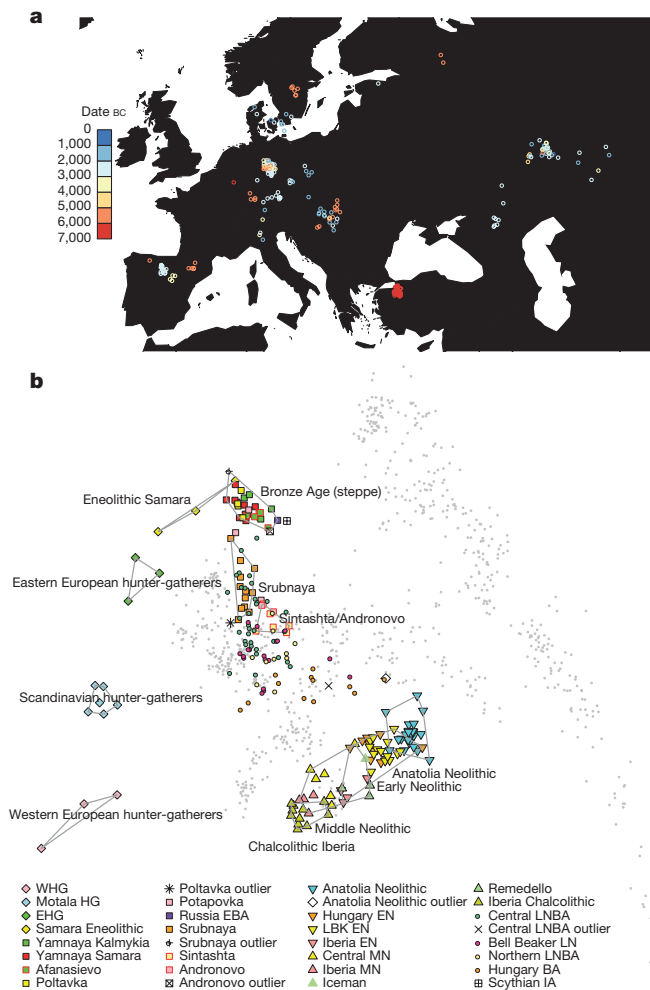 a
Date BC
0
1,000
2,000
3,000
4,000
5,000
6,000
7,000
b
Bronze Age (steppe)
Eneolithic Samara
Eastern European hunter-gatherers
Srubnaya
Sintashta/Andronovo
Scandinavian hunter-gatherers
Anatolia Neolithic
Early Neolithic
Western European hunter-gatherers
Middle Neolithic
Chalcolithic Iberia
WHG
Motala HG
EHG
Samara Eneolithic
Yamnaya Kalmykia
Yamnaya Samara
Afanasievo
Poltavka
Poltavka outlier
Potapovka
Russia EBA
Srubnaya
Srubnaya outlier
Sintashta
Andronovo
Andronovo outlier
Anatolia Neolithic
Anatolia Neolithic outlier
Hungary EN
LBK EN
Iberia EN
Central MN
Iberia MN
Iceman
Remedello
Iberia Chalcolithic
Central LNBA
Central LNBA outlier
Bell Beaker LN
Northern LNBA
Hungary BA
Scythian IA